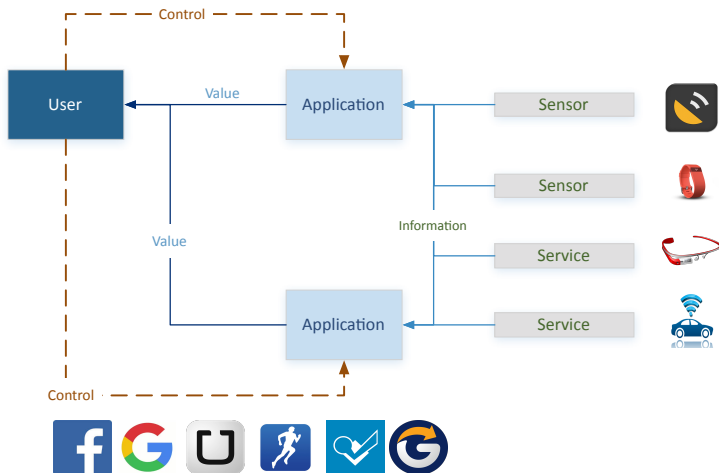 Control
User
Value
Application
Sensor
Sensor
Information
Value
Service
Application
Service
Control